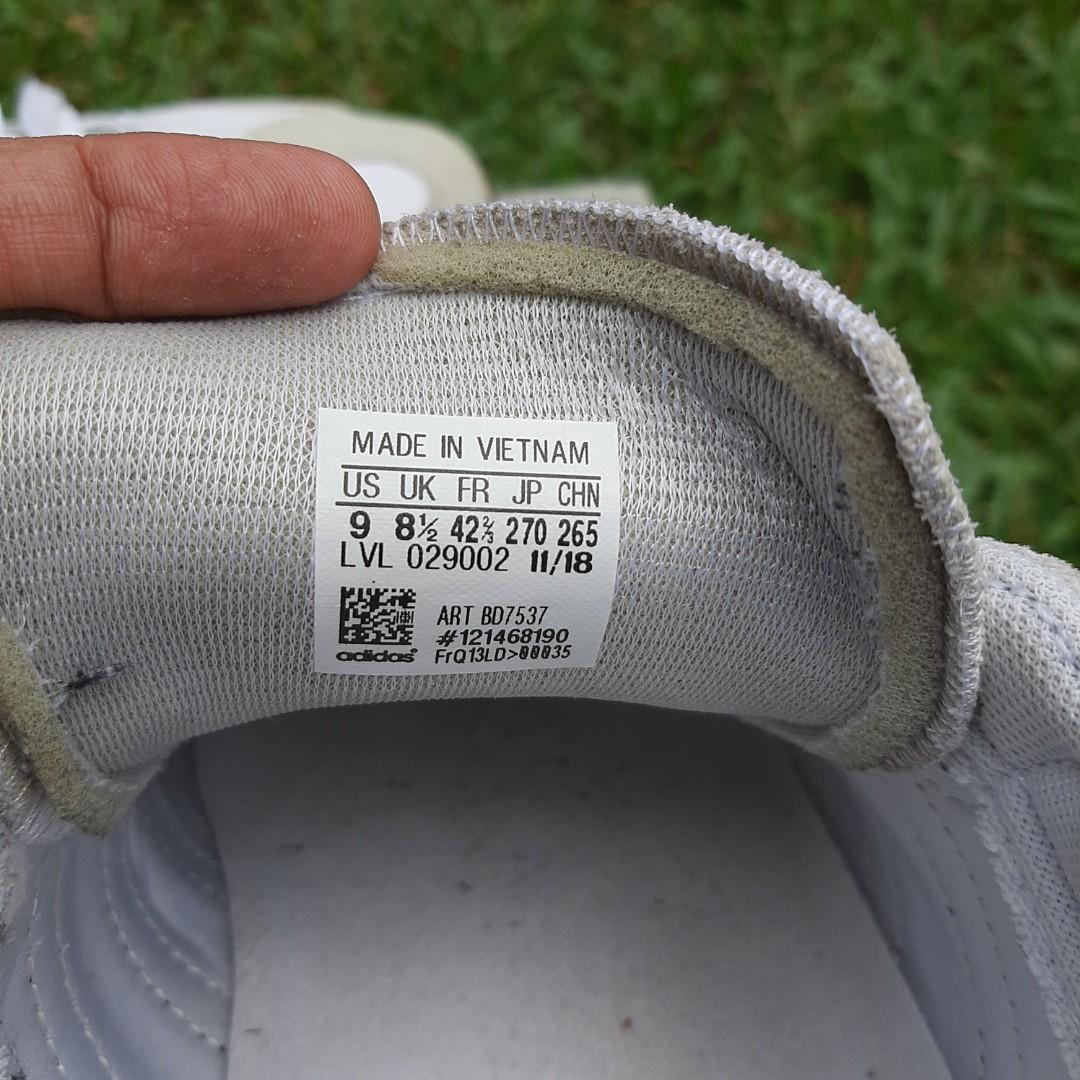 MADE IN VIETNAM
US UK FR JP CHN
9 8½ 42⅔ 270 265
LVL 029002 11/18
ART BD7537
#121468190
adidas® FrQ13LD>00035